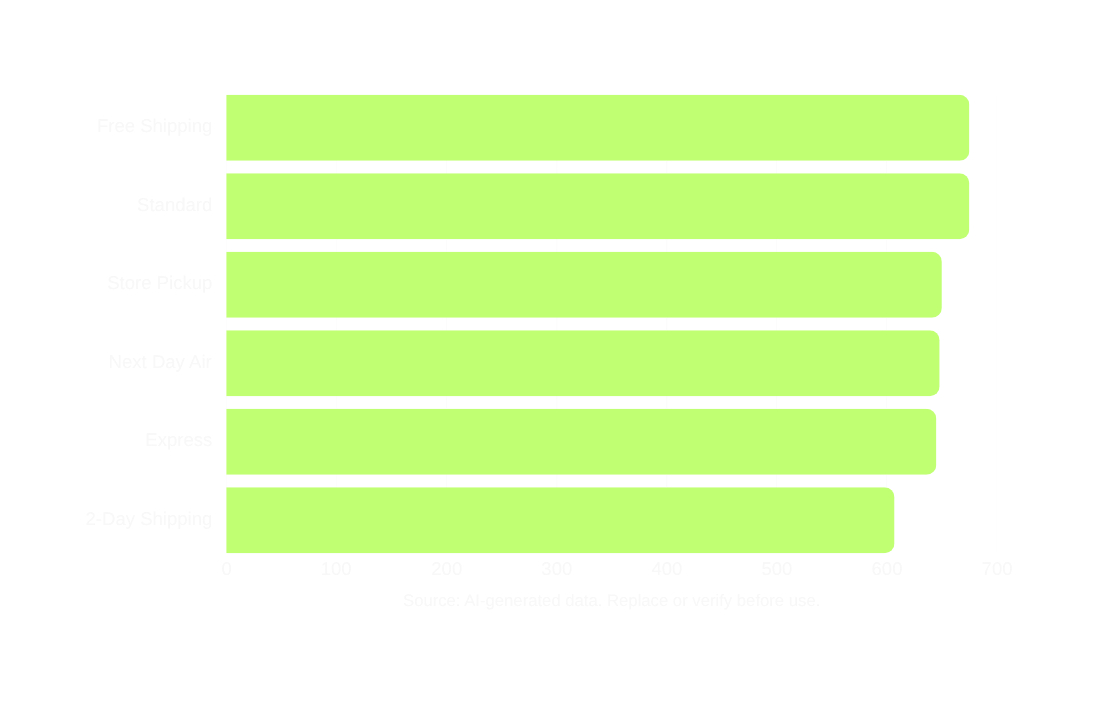 Free Shipping
Standard
Store Pickup
Next Day Air
Express
2-Day Shipping
0 100 200 300 400 500 600 700
Source: AI-generated data. Replace or verify before use.